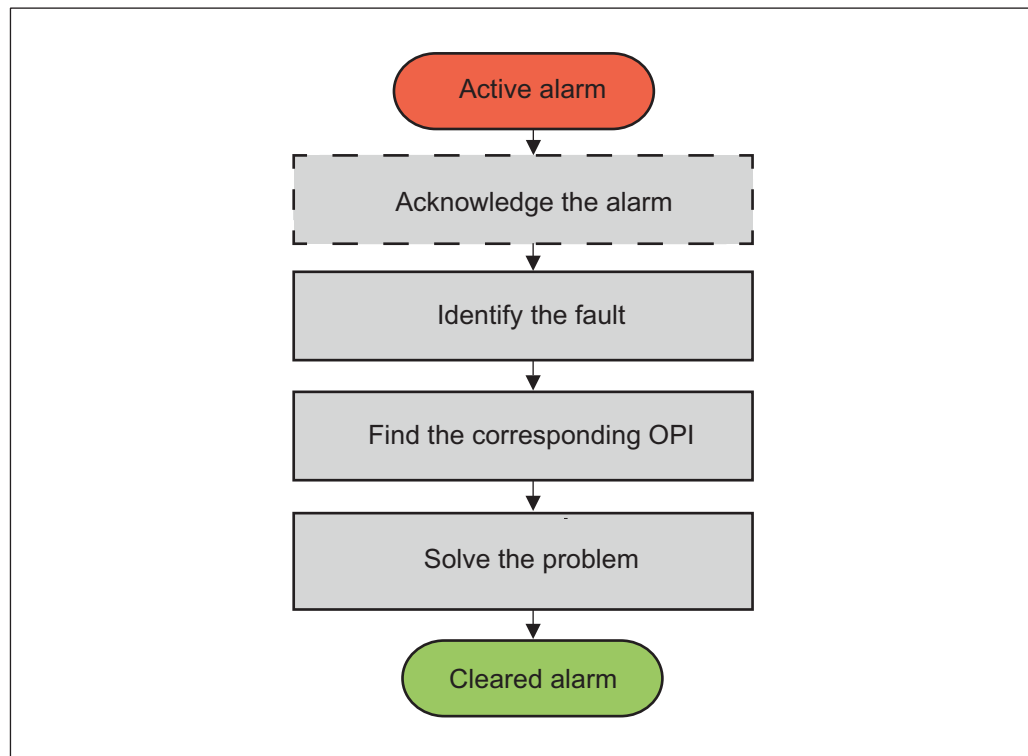 Active alarm
Acknowledge the alarm
Identify the fault
Find the corresponding OPI
Solve the problem
Cleared alarm